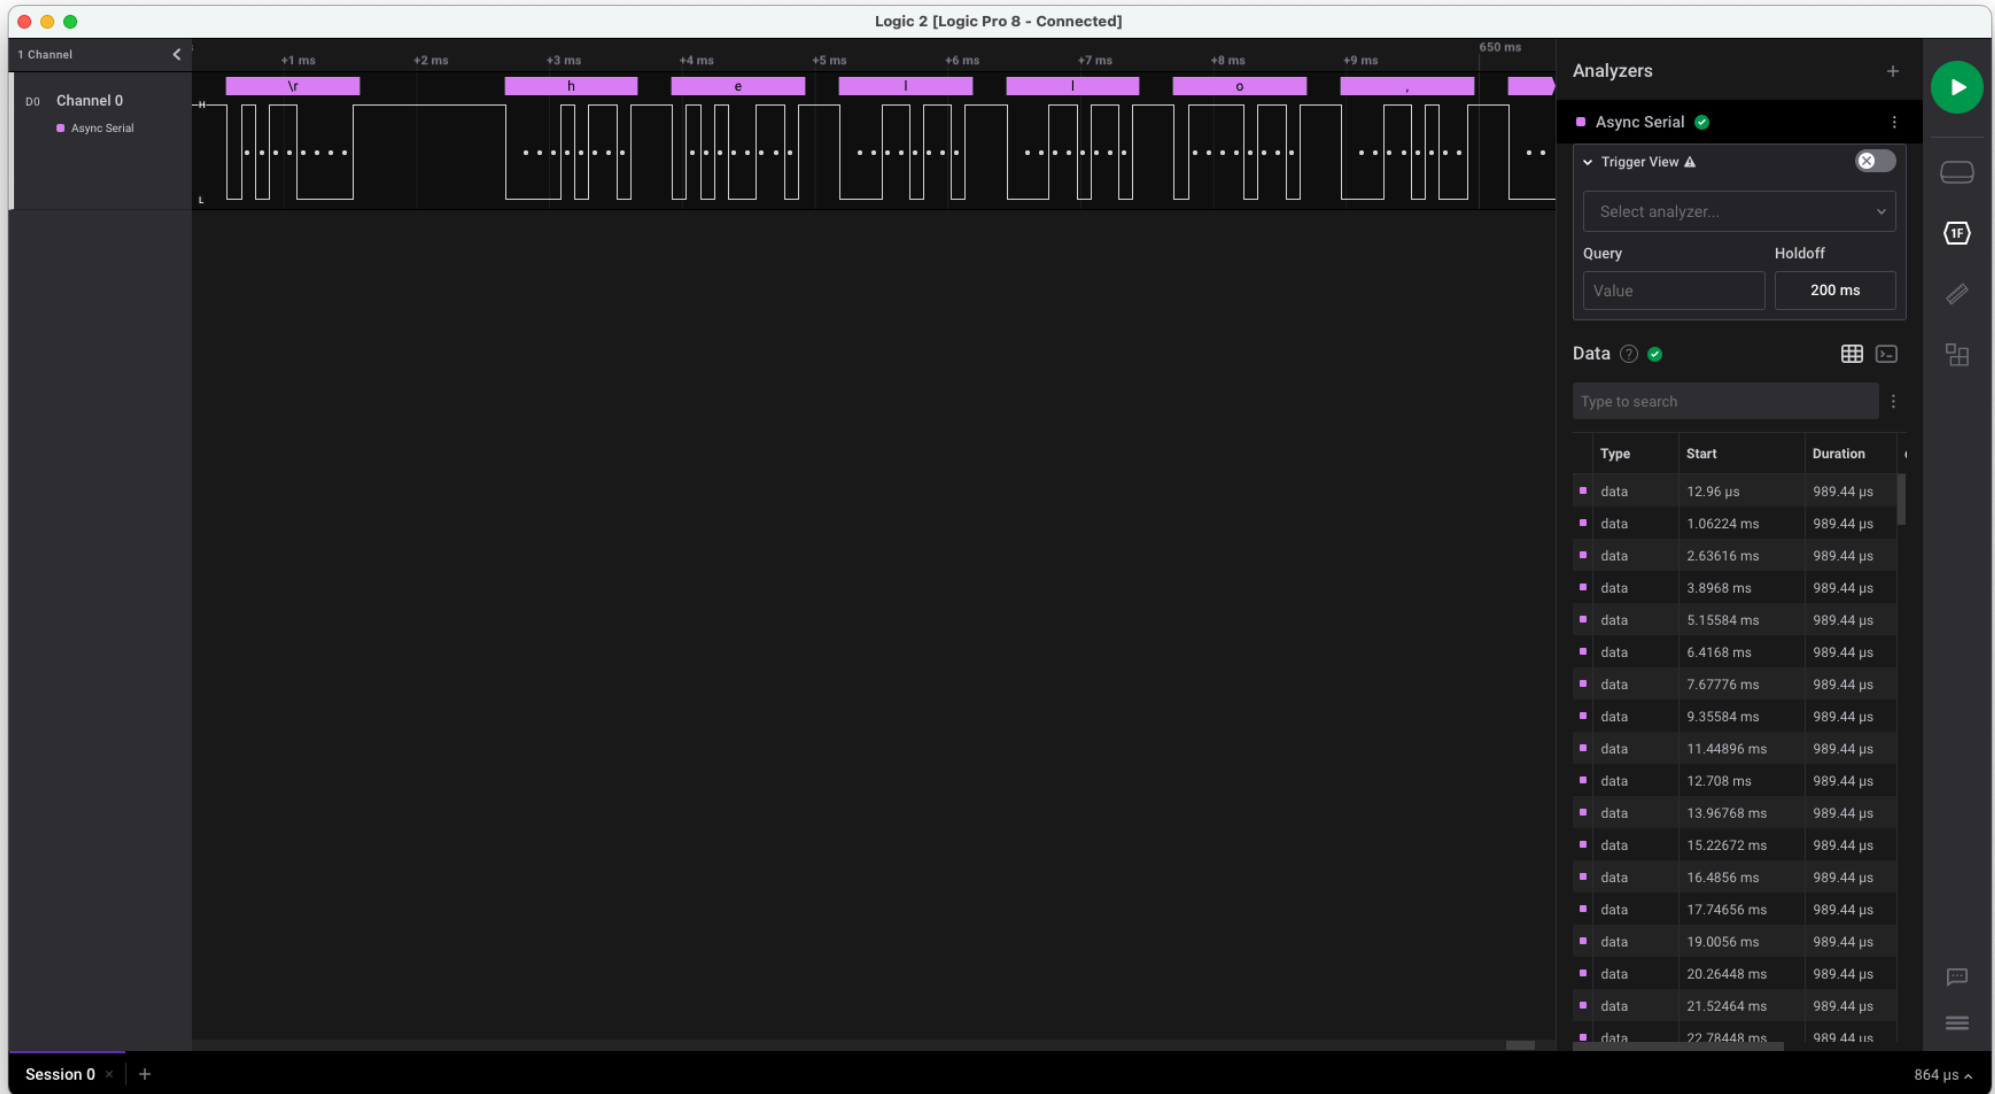 Logic 2 [Logic Pro 8 - Connected]
1 Channel
650 ms
+1 ms +2 ms +3 ms +4 ms +5 ms +6 ms +7 ms +8 ms +9 ms
\r h e l l o ,
D0 Channel 0
Async Serial
H
L
Analyzers
Async Serial
Trigger View
Select analyzer...
Query Holdoff
Value 200 ms
1F
Data ?
Type to search
Type Start Duration
data 12.96 μs 989.44 μs
data 1.06224 ms 989.44 μs
data 2.63616 ms 989.44 μs
data 3.8968 ms 989.44 μs
data 5.15584 ms 989.44 μs
data 6.4168 ms 989.44 μs
data 7.67776 ms 989.44 μs
data 9.35584 ms 989.44 μs
data 11.44896 ms 989.44 μs
data 12.708 ms 989.44 μs
data 13.96768 ms 989.44 μs
data 15.22672 ms 989.44 μs
data 16.4856 ms 989.44 μs
data 17.74656 ms 989.44 μs
data 19.0056 ms 989.44 μs
data 20.26448 ms 989.44 μs
data 21.52464 ms 989.44 μs
data 22.78448 ms 989.44 μs
Session 0
864 μs